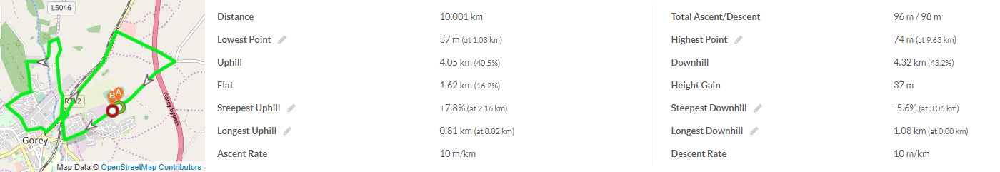 L5046
R742
B A
Gorey Bypass
Gorey
Map Data © OpenStreetMap Contributors
Distance 10.001 km Total Ascent/Descent 96 m / 98 m
Lowest Point 37 m (at 1.08 km) Highest Point 74 m (at 9.63 km)
Uphill 4.05 km (40.5%) Downhill 4.32 km (43.2%)
Flat 1.62 km (16.2%) Height Gain 37 m
Steepest Uphill +7.8% (at 2.16 km) Steepest Downhill -5.6% (at 3.06 km)
Longest Uphill 0.81 km (at 8.82 km) Longest Downhill 1.08 km (at 0.00 km)
Ascent Rate 10 m/km Descent Rate 10 m/km